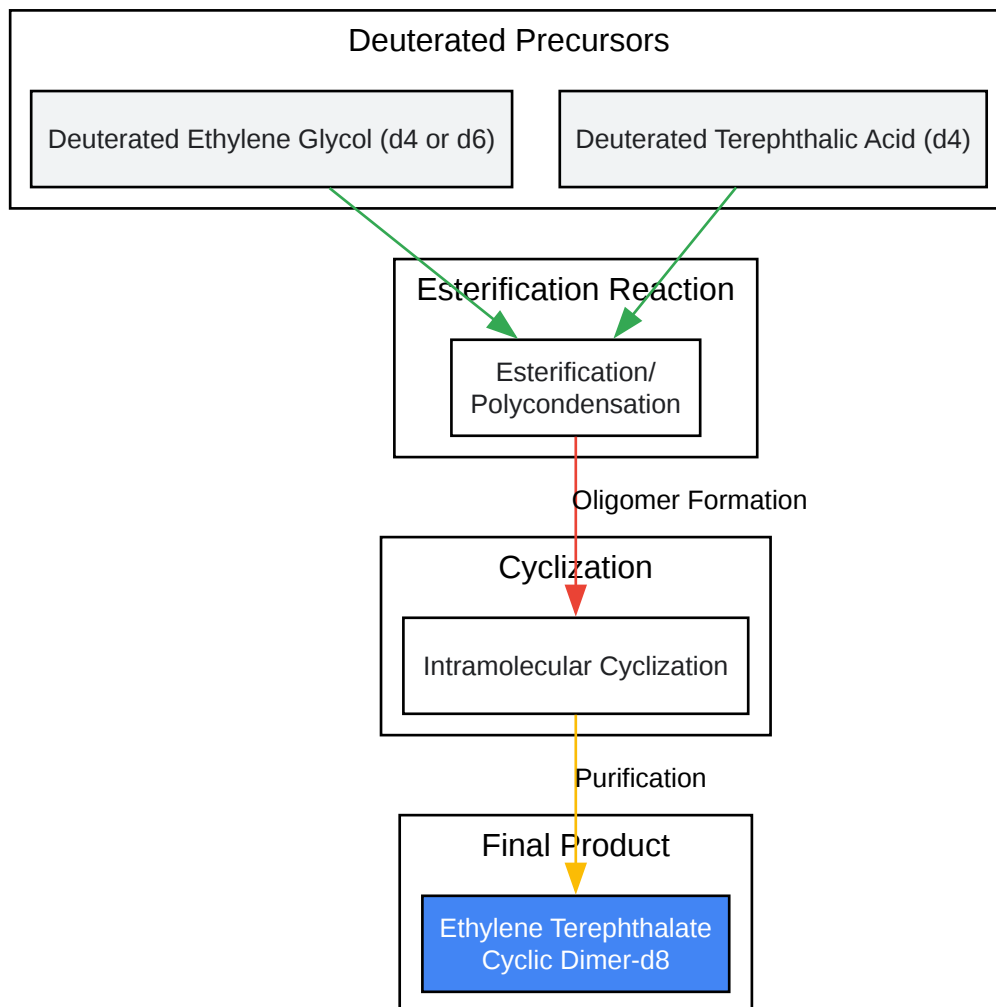 Deuterated Precursors
Deuterated Ethylene Glycol (d4 or d6)
Deuterated Terephthalic Acid (d4)
Esterification Reaction
Esterification/
Polycondensation
Oligomer Formation
Cyclization
Intramolecular Cyclization
Purification
Final Product
Ethylene Terephthalate
Cyclic Dimer-d8